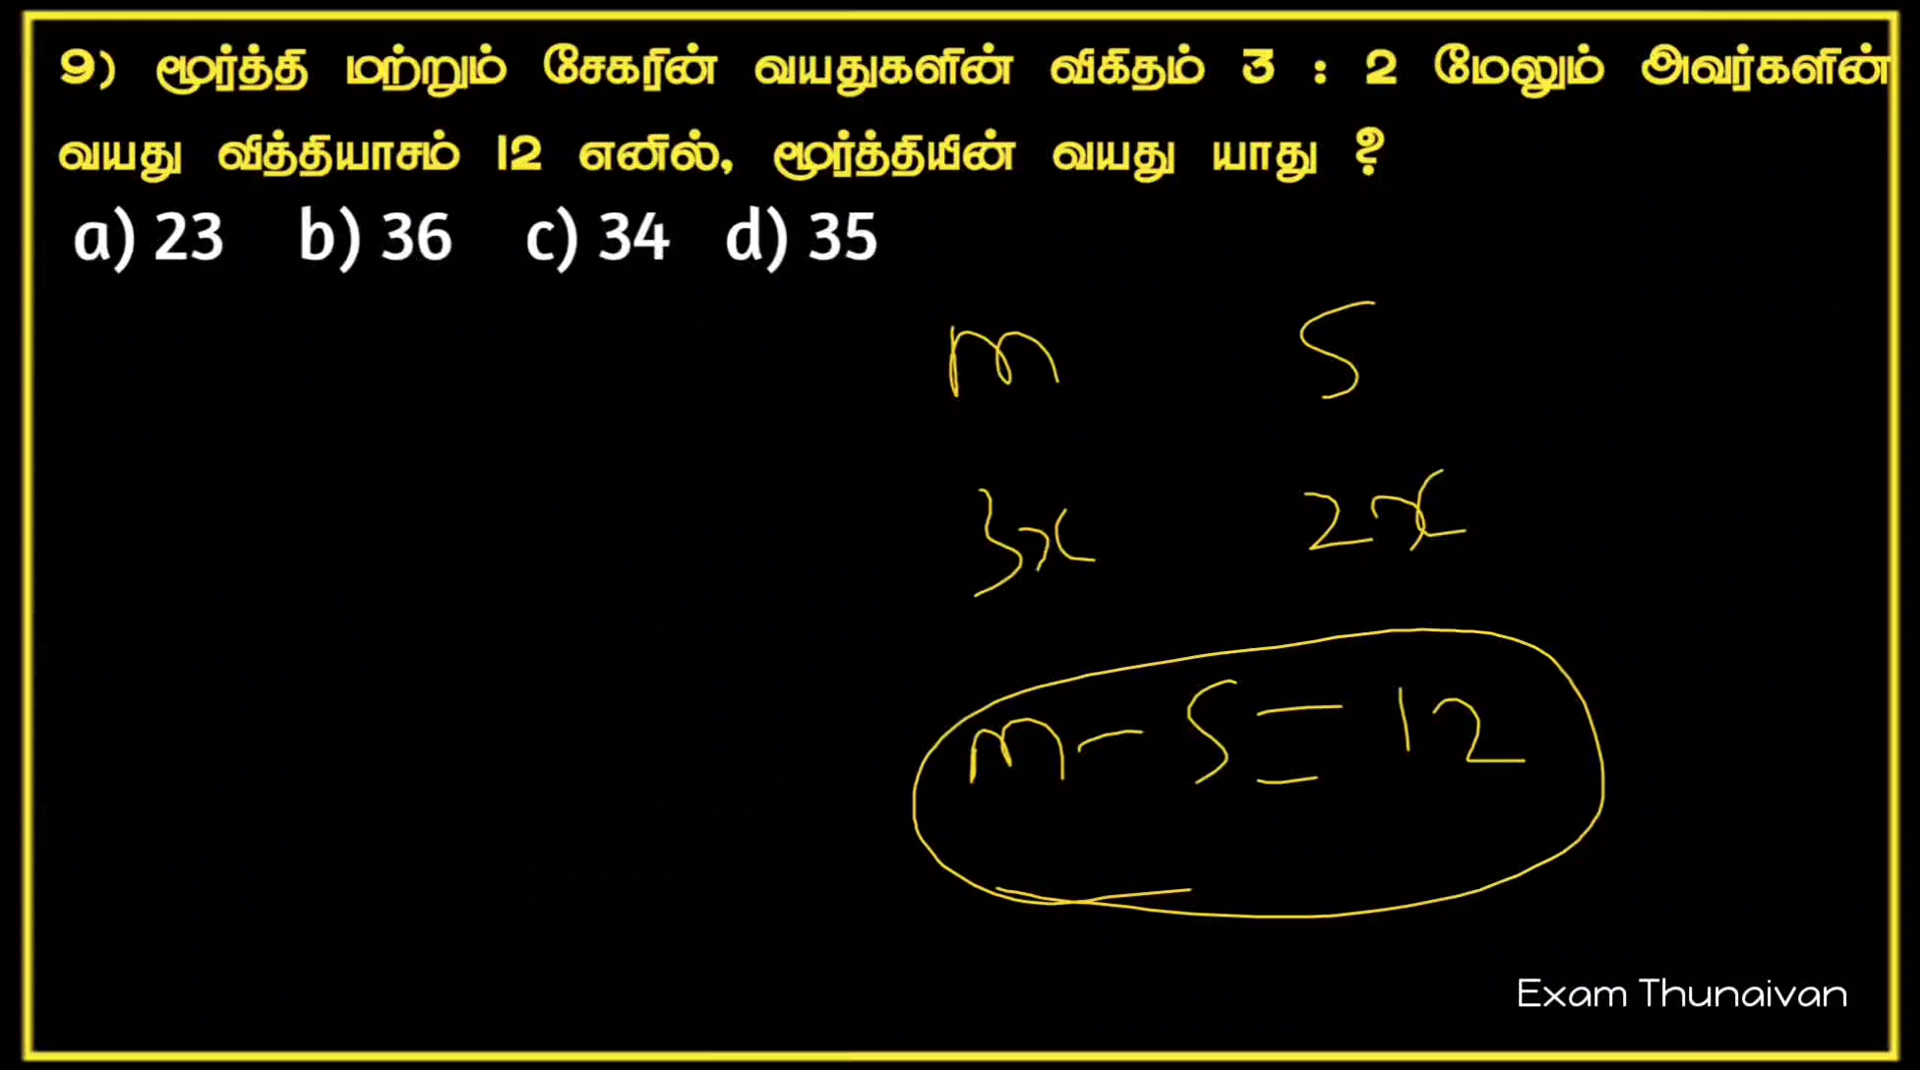 9) மூர்த்தி மற்றும் சேகரின் வயதுகளின் விகிதம் 3 : 2 மேலும் அவர்களின்
வயது வித்தியாசம் 12 எனில், மூர்த்தியின் வயது யாது ?
a) 23 b) 36 c) 34 d) 35
m S
3x 2x
m - S = 12
Exam Thunaivan